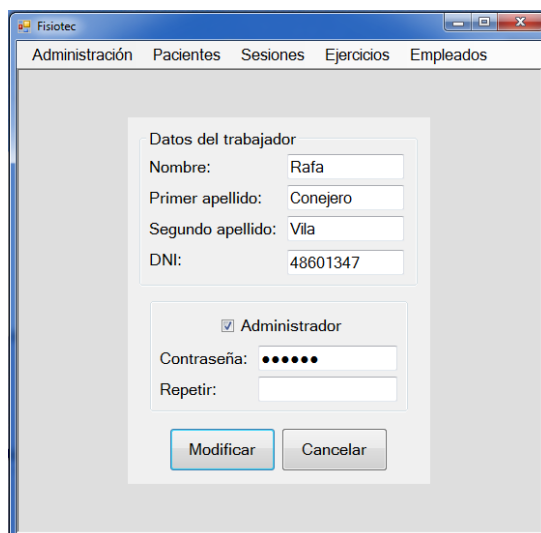 Fisiotec
Administración Pacientes Sesiones Ejercicios Empleados
Datos del trabajador
Nombre: Rafa
Primer apellido: Conejero
Segundo apellido: Vila
DNI: 48601347
Administrador
Contraseña: ●●●●●●
Repetir:
Modificar Cancelar